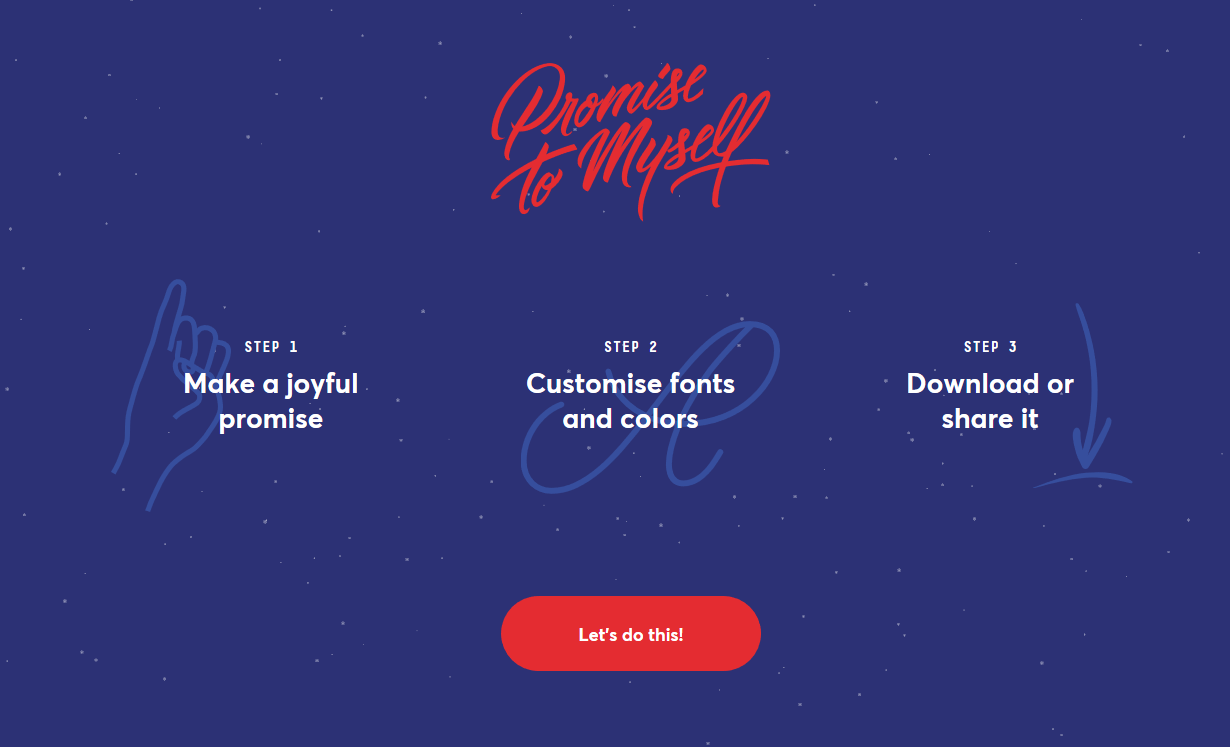 Promise
to Myself
STEP 1
Make a joyful
promise
STEP 2
Customise fonts
and colors
STEP 3
Download or
share it
Let's do this!